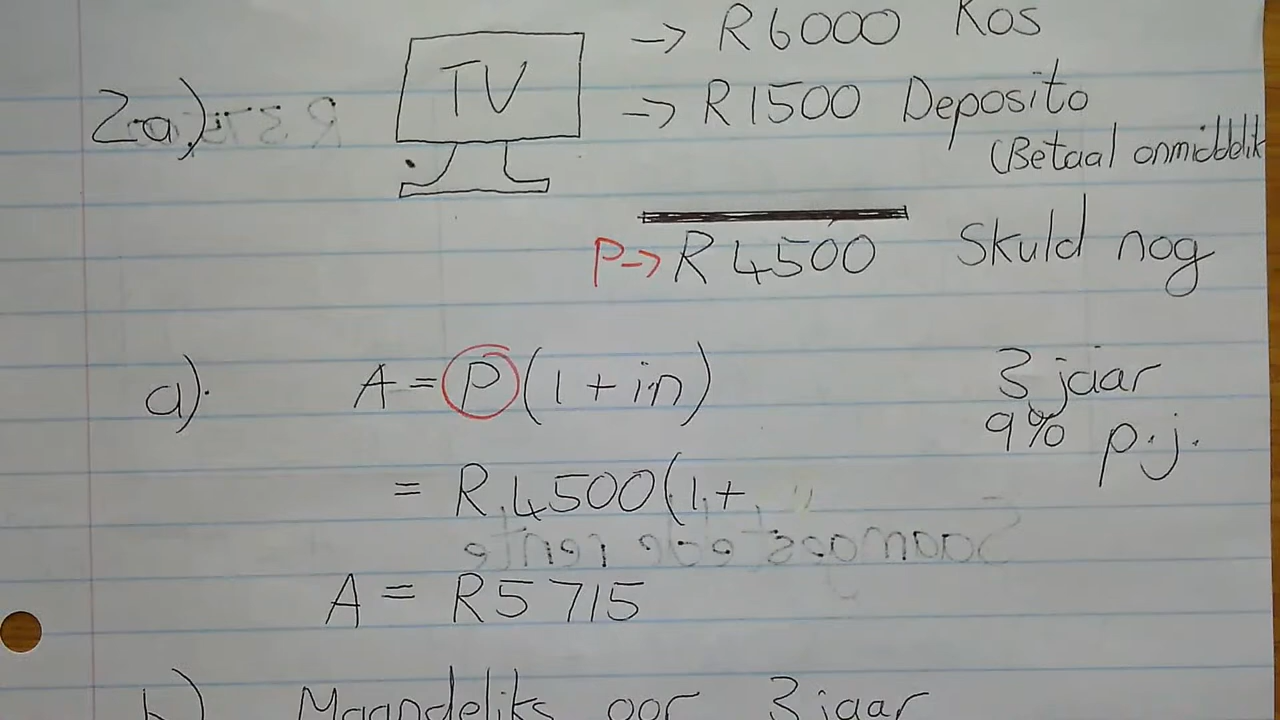 2a)
TV
→ R6000 Kos
→ R1500 Deposito
(Betaal onmiddelik
P→ R4500 Skuld nog
a). A = P(1+in) 3 jaar
9% p.j.
= R4500(1+
A = R5715
b) Maandeliks oor 3 jaar